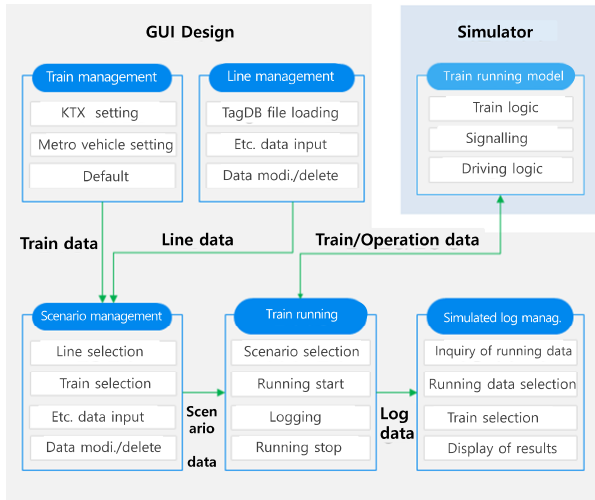 GUI Design
Simulator
Train management
KTX setting
Metro vehicle setting
Default
Line management
TagDB file loading
Etc. data input
Data modi./delete
Train running model
Train logic
Signalling
Driving logic
Train data
Line data
Train/Operation data
Scenario management
Line selection
Train selection
Etc. data input
Data modi./delete
Scen
ario
data
Train running
Scenario selection
Running start
Logging
Running stop
Log
data
Simulated log manag.
Inquiry of running data
Running data selection
Train selection
Display of results